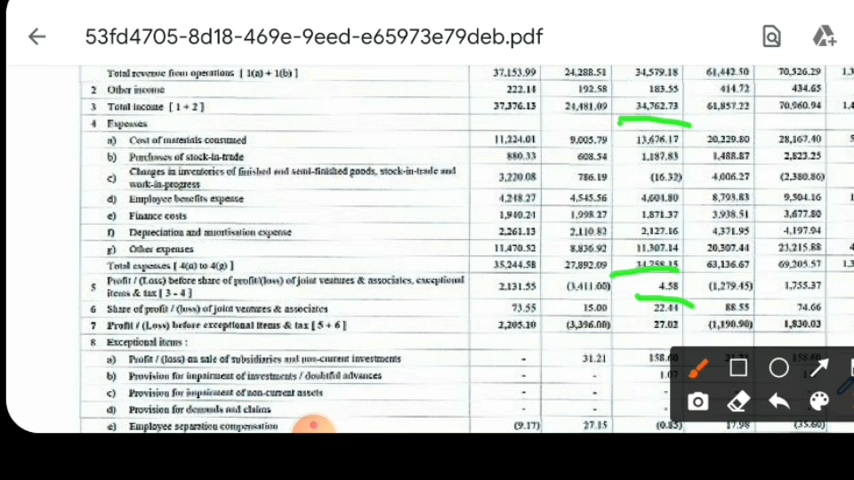 53fd4705-8d18-469e-9eed-e65973e79deb.pdf
Total revenue from operations [ 1(a) + 1(b) ] 37,153.99 24,288.51 34,579.18 61,442.50 70,526.29
2 Other income 222.14 192.58 183.55 414.72 434.65
3 Total income [ 1 + 2 ] 37,376.13 24,481.09 34,762.73 61,857.22 70,960.94
4 Expenses
a) Cost of materials consumed 11,224.01 9,005.79 13,676.17 20,229.80 28,167.40
b) Purchases of stock-in-trade 880.33 608.54 1,187.83 1,488.87 2,823.25
c) Changes in inventories of finished and semi-finished goods, stock-in-trade and work-in-progress 3,220.08 786.19 (16.32) 4,006.27 (2,380.86)
d) Employee benefits expense 4,248.27 4,545.56 4,604.80 8,793.83 9,504.16
e) Finance costs 1,940.24 1,998.27 1,871.37 3,938.51 3,677.80
f) Depreciation and amortisation expense 2,261.13 2,110.82 2,127.16 4,371.95 4,197.94
g) Other expenses 11,470.52 8,836.92 11,307.14 20,307.44 23,215.88
Total expenses [ 4(a) to 4(g) ] 35,244.58 27,892.09 34,758.15 63,136.67 69,205.57
5 Profit / (Loss) before share of profit/(loss) of joint ventures & associates, exceptional items & tax [ 3 - 4 ] 2,131.55 (3,411.00) 4.58 (1,279.45) 1,755.37
6 Share of profit / (loss) of joint ventures & associates 73.55 15.00 22.44 88.55 74.66
7 Profit / (Loss) before exceptional items & tax [ 5 + 6 ] 2,205.10 (3,396.00) 27.02 (1,190.90) 1,830.03
8 Exceptional items :
a) Profit / (loss) on sale of subsidiaries and non-current investments - 31.21
b) Provision for impairment of investments / doubtful advances - -
c) Provision for impairment of non-current assets - - -
d) Provision for demands and claims - - -
e) Employee separation compensation (9.17) 27.15 (0.85) 17.98 (35.60)